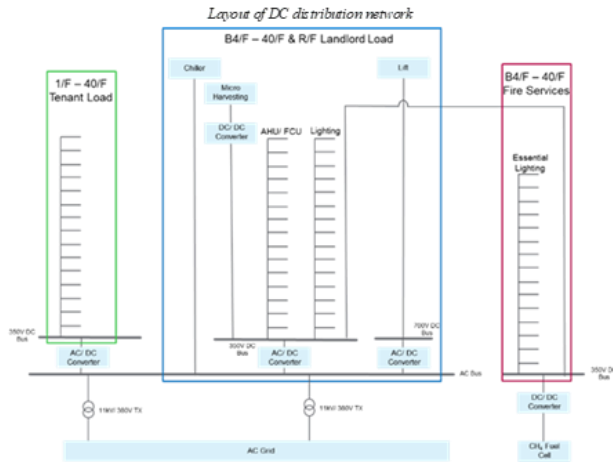 Layout of DC distribution network
B4/F – 40/F & R/F Landlord Load
1/F – 40/F
Tenant Load
Chiller
Micro
Harvesting
DC/ DC
Converter
AHU/ FCU
Lighting
Lift
B4/F – 40/F
Fire Services
Essential
Lighting
350V DC
Bus
AC/ DC
Converter
350V DC
Bus
AC/ DC
Converter
700V DC
Bus
AC/ DC
Converter
AC Bus
350V DC
Bus
11kV/ 380V TX
11kV/ 380V TX
DC/ DC
Converter
AC Grid
CH₄ Fuel
Cell